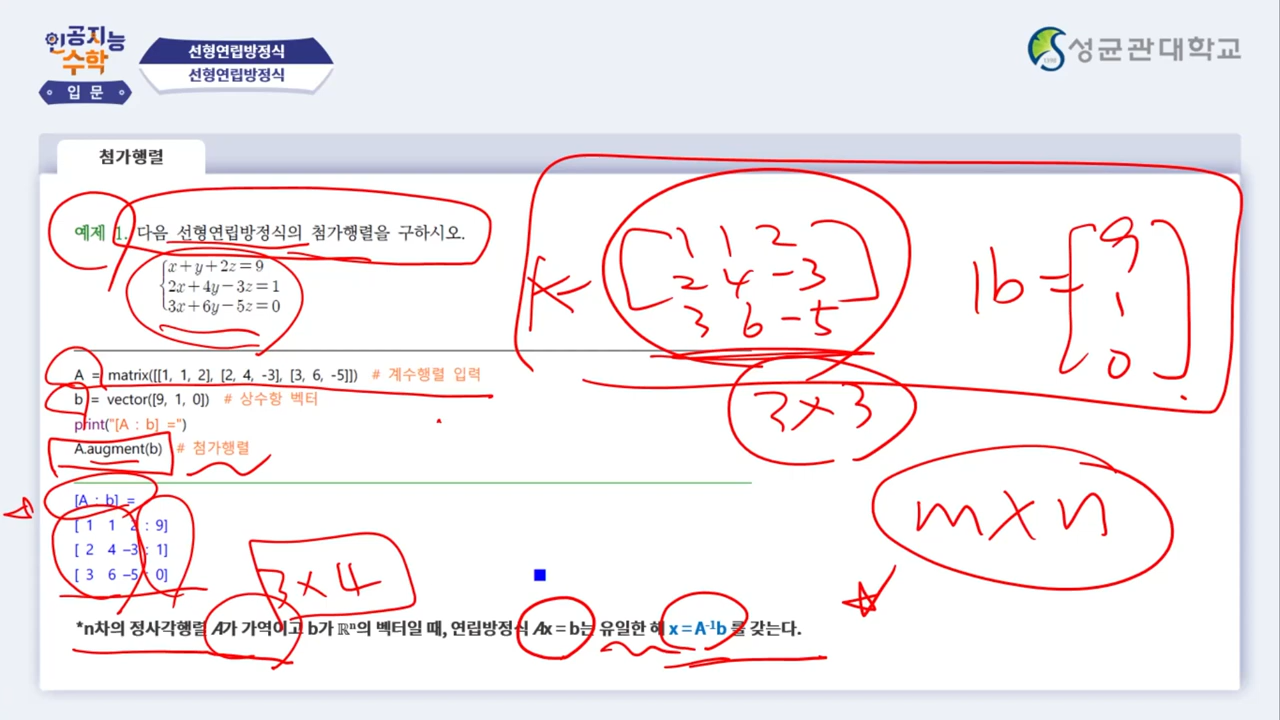 인공지능
수학
입 문
선형연립방정식
선형연립방정식
성균관대학교
첨가행렬
예제 1. 다음 선형연립방정식의 첨가행렬을 구하시오.
x+y+2z=9
2x+4y−3z=1
3x+6y−5z=0
1 1 2
2 4 -3
3 6 -5
b =
9
1
0
A = matrix([[1, 1, 2], [2, 4, -3], [3, 6, -5]]) # 계수행렬 입력
b = vector([9, 1, 0]) # 상수항 벡터
print("[A : b] =")
A.augment(b) # 첨가행렬
3×3
[A : b] =
[ 1 1 2 : 9]
[ 2 4 −3 : 1]
[ 3 6 −5 : 0]
3×4
m×n
*n차의 정사각행렬 A가 가역이고 b가 ℝⁿ의 벡터일 때, 연립방정식 Ax=b는 유일한 해 x=A⁻¹b 를 갖는다.